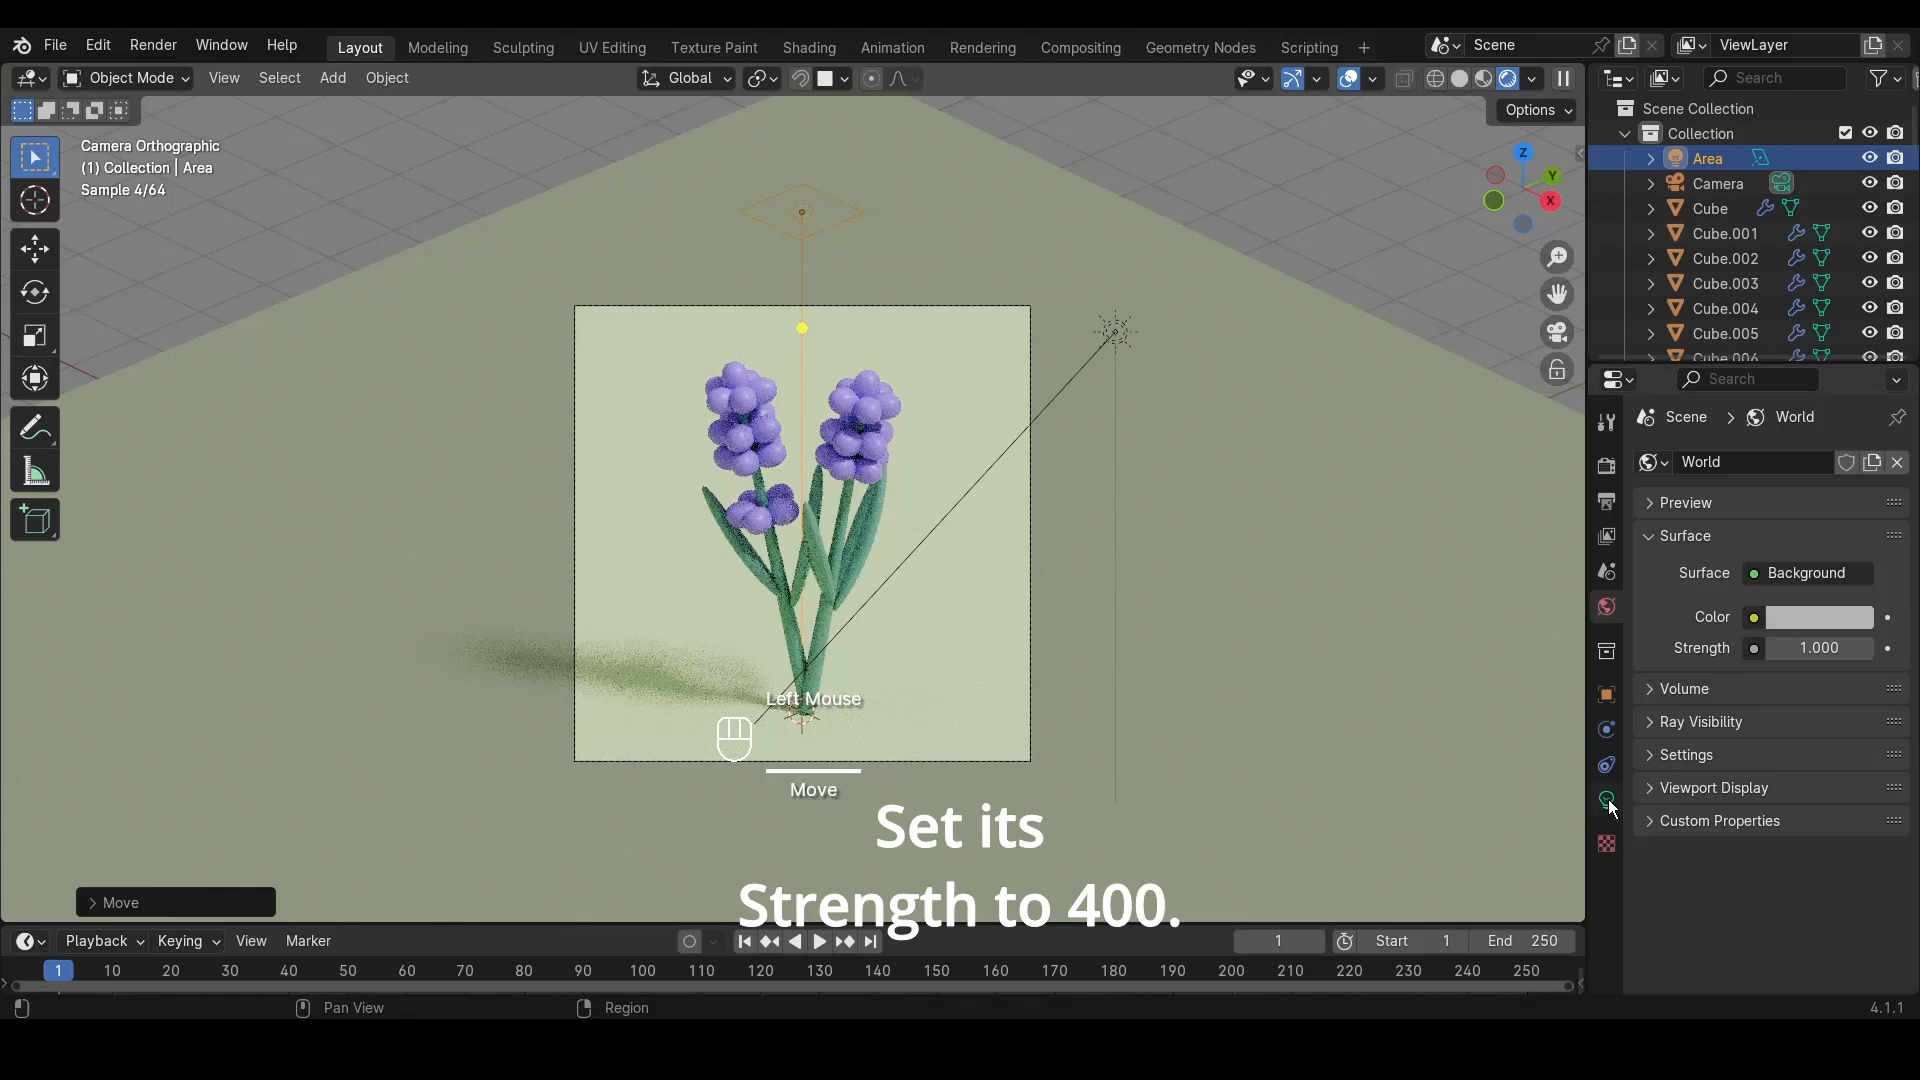 File Edit Render Window Help Layout Modeling Sculpting UV Editing Texture Paint Shading Animation Rendering Compositing Geometry Nodes Scripting + Scene ViewLayer
Object Mode View Select Add Object Global Search
Options
Scene Collection
Collection
Camera Orthographic
(1) Collection | Area
Sample 4/64
Z
Y
X
Area
Camera
Cube
Cube.001
Cube.002
Cube.003
Cube.004
Cube.005
Cube.006
Search
Scene > World
World
Preview
Surface
Surface Background
Color
Strength 1.000
Volume
Ray Visibility
Settings
Viewport Display
Custom Properties
Left Mouse
Move
Set its
Strength to 400.
Move
Playback Keying View Marker 1 Start 1 End 250
1 10 20 30 40 50 60 70 80 90 100 110 120 130 140 150 160 170 180 190 200 210 220 230 240 250
Pan View Region 4.1.1